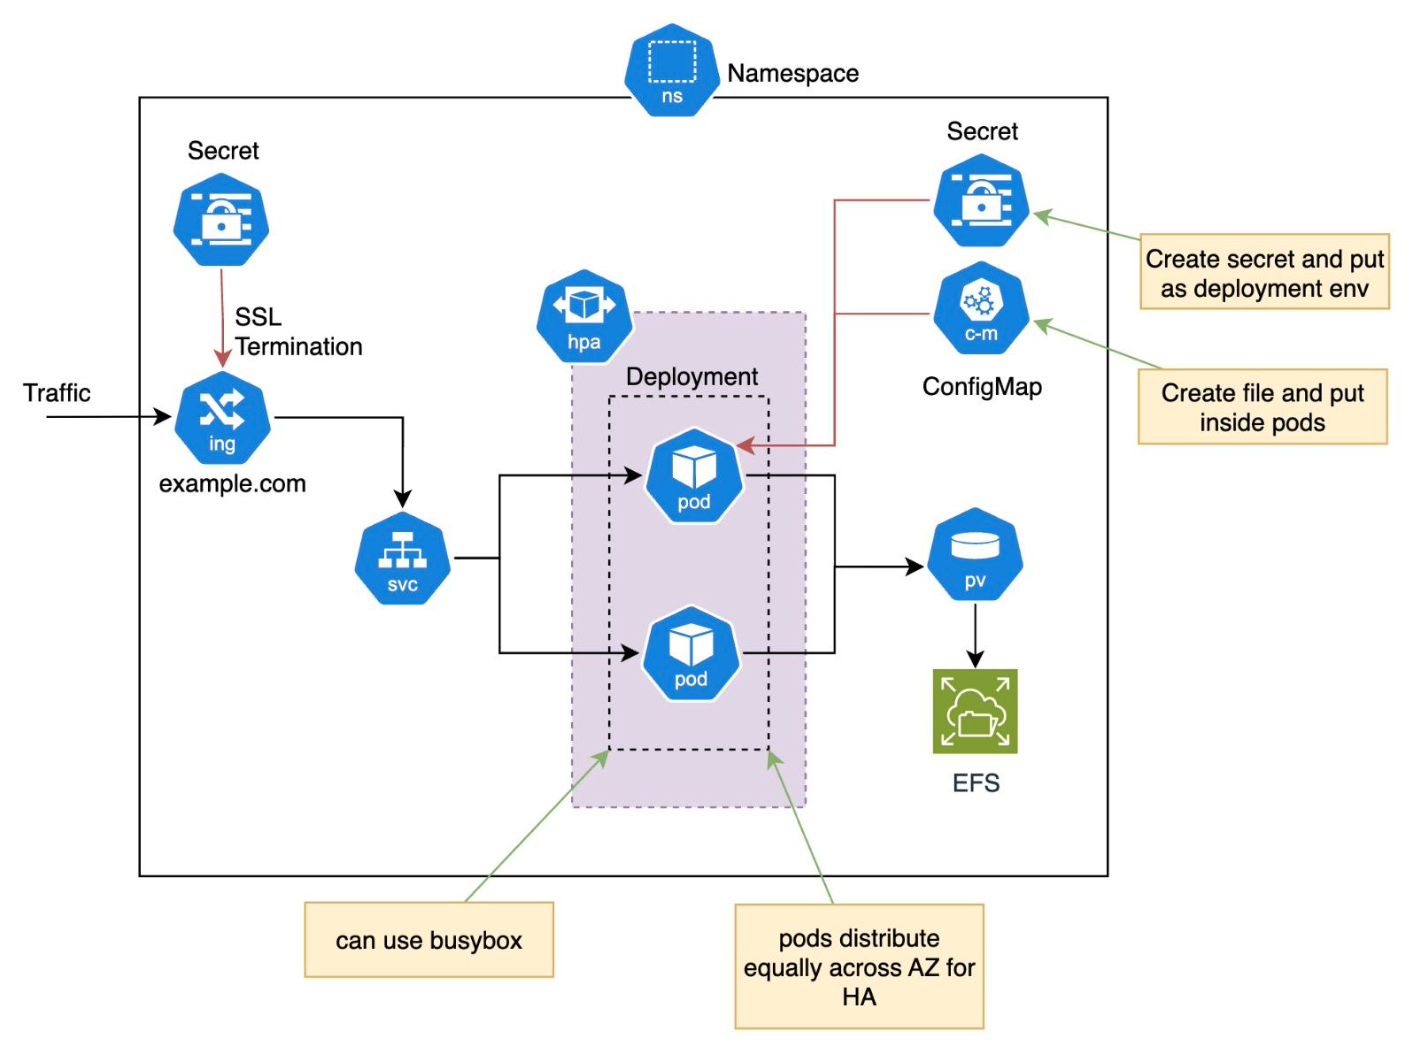 ns
Namespace
Secret
Secret
Create secret and put
as deployment env
hpa
c-m
SSL
Termination
Deployment
ConfigMap
Traffic
Create file and put
inside pods
ing
example.com
pod
svc
pv
pod
EFS
can use busybox
pods distribute
equally across AZ for
HA